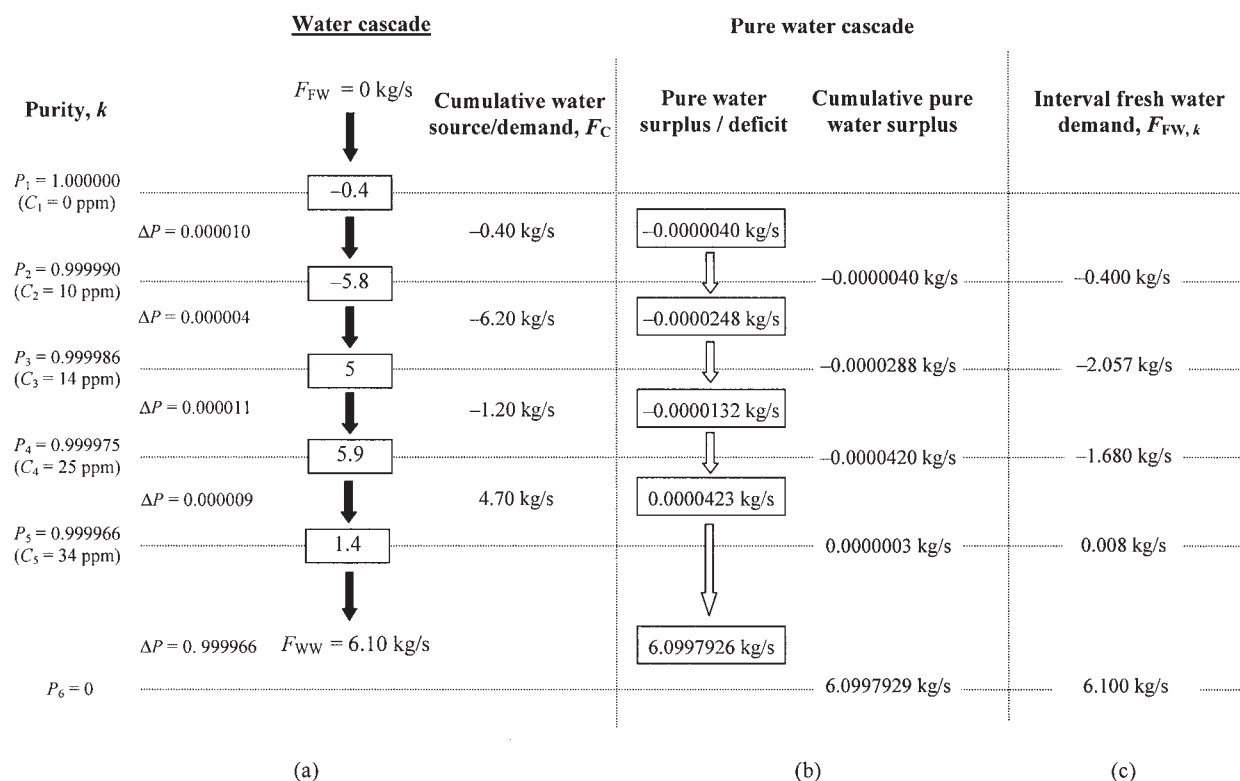 Water cascade
Pure water cascade
F_FW = 0 kg/s
Purity, k
Cumulative water
source/demand, F_C
Pure water
surplus / deficit
Cumulative pure
water surplus
Interval fresh water
demand, F_FW, k
P_1 = 1.000000
(C_1 = 0 ppm)
–0.4
ΔP = 0.000010
–0.40 kg/s
–0.0000040 kg/s
P_2 = 0.999990
(C_2 = 10 ppm)
–5.8
–0.0000040 kg/s
–0.400 kg/s
ΔP = 0.000004
–6.20 kg/s
–0.0000248 kg/s
P_3 = 0.999986
(C_3 = 14 ppm)
5
–0.0000288 kg/s
–2.057 kg/s
ΔP = 0.000011
–1.20 kg/s
–0.0000132 kg/s
P_4 = 0.999975
(C_4 = 25 ppm)
5.9
–0.0000420 kg/s
–1.680 kg/s
ΔP = 0.000009
4.70 kg/s
0.0000423 kg/s
P_5 = 0.999966
(C_5 = 34 ppm)
1.4
0.0000003 kg/s
0.008 kg/s
ΔP = 0. 999966
F_WW = 6.10 kg/s
6.0997926 kg/s
P_6 = 0
6.0997929 kg/s
6.100 kg/s
(a)
(b)
(c)